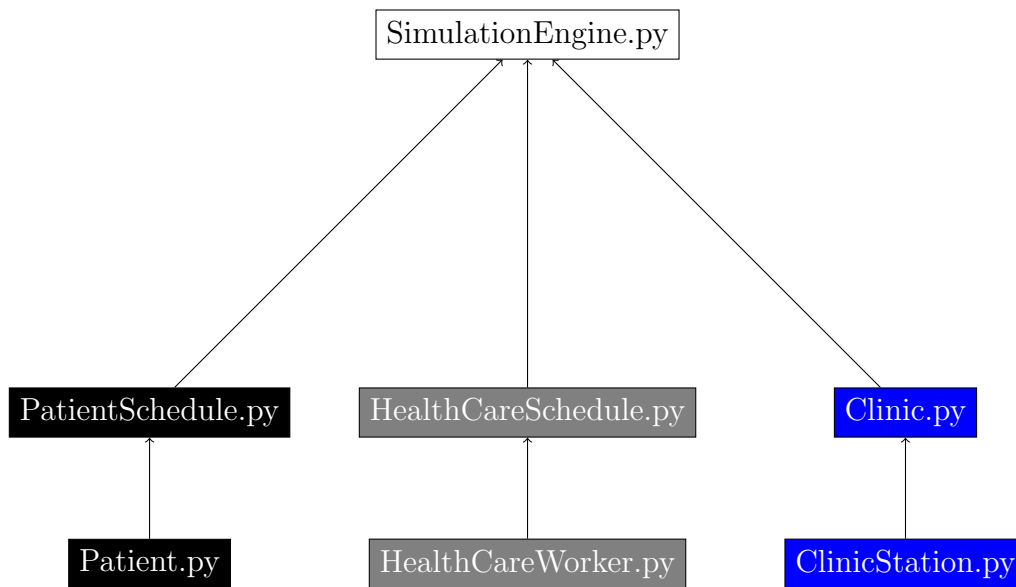 SimulationEngine.py
PatientSchedule.py
HealthCareSchedule.py
Clinic.py
Patient.py
HealthCareWorker.py
ClinicStation.py